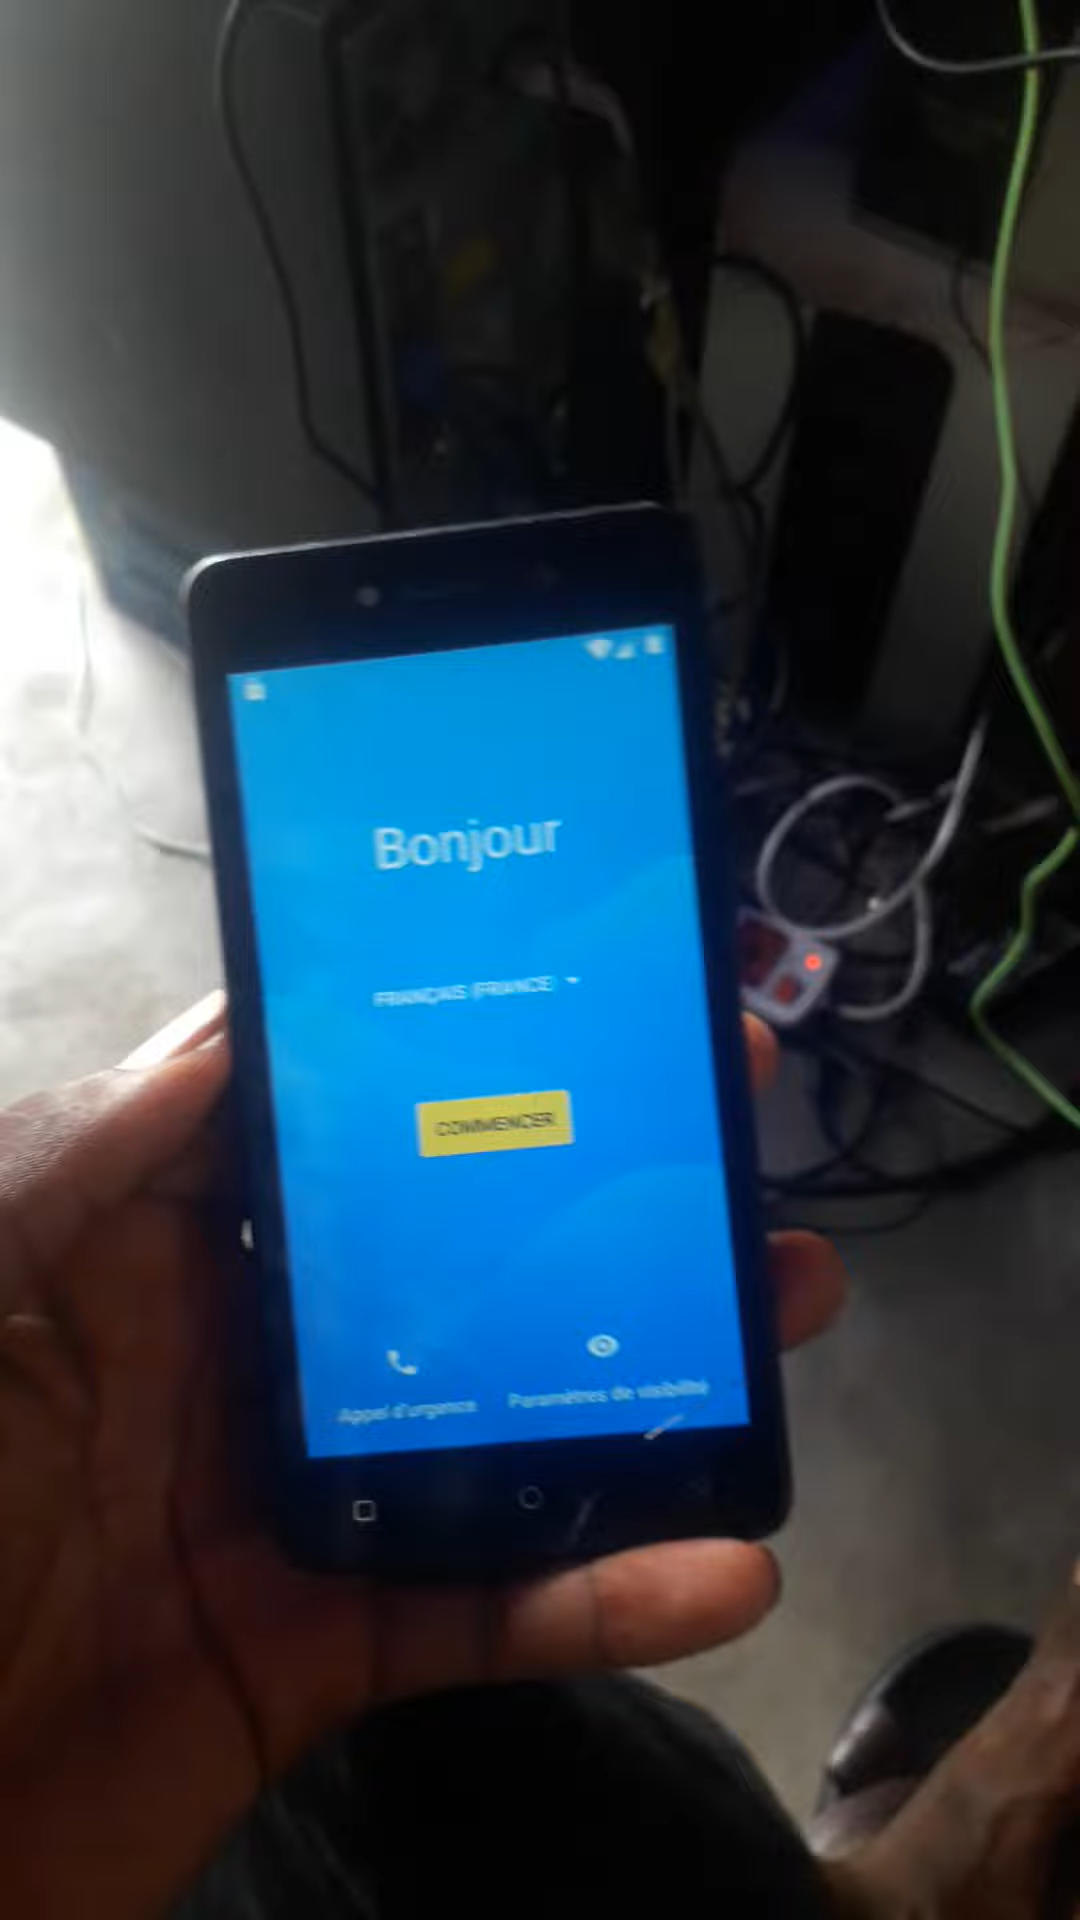 Bonjour
FRANÇAIS (FRANCE)
COMMENCER
Appel d'urgence
Paramètres de visibilité